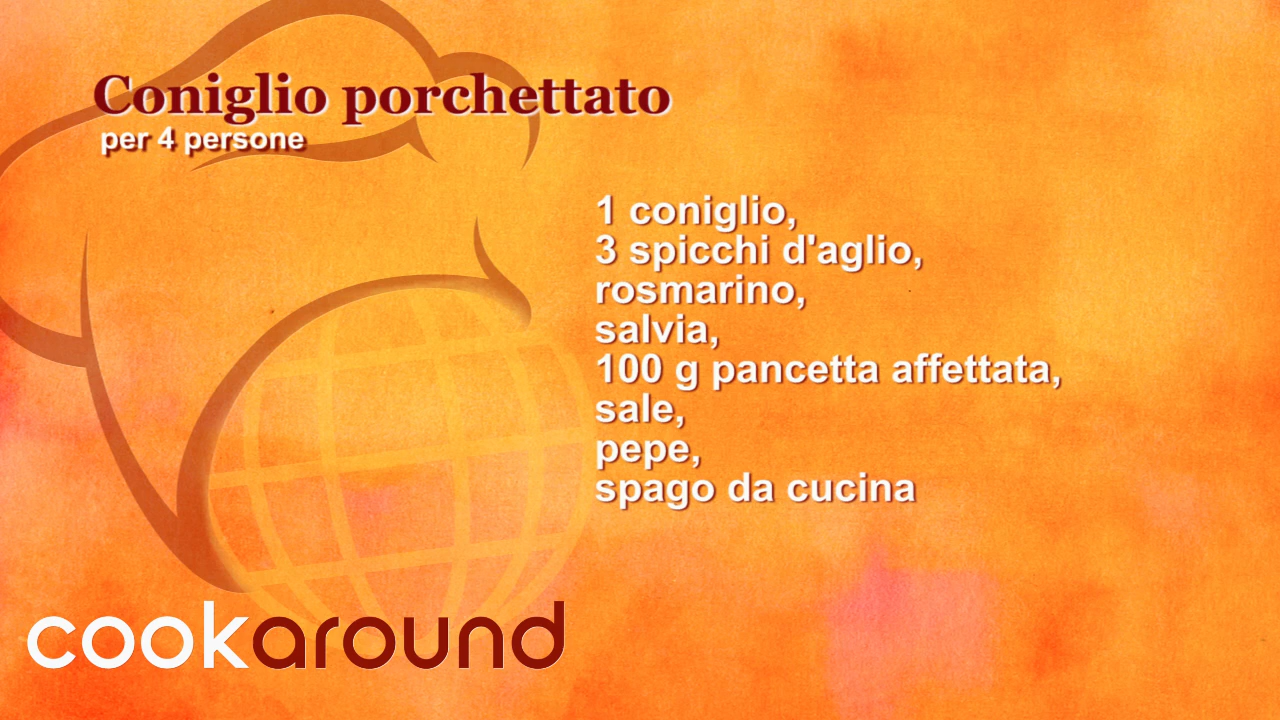 Coniglio porchettato
per 4 persone
1 coniglio,
3 spicchi d'aglio,
rosmarino,
salvia,
100 g pancetta affettata,
sale,
pepe,
spago da cucina
cookaround